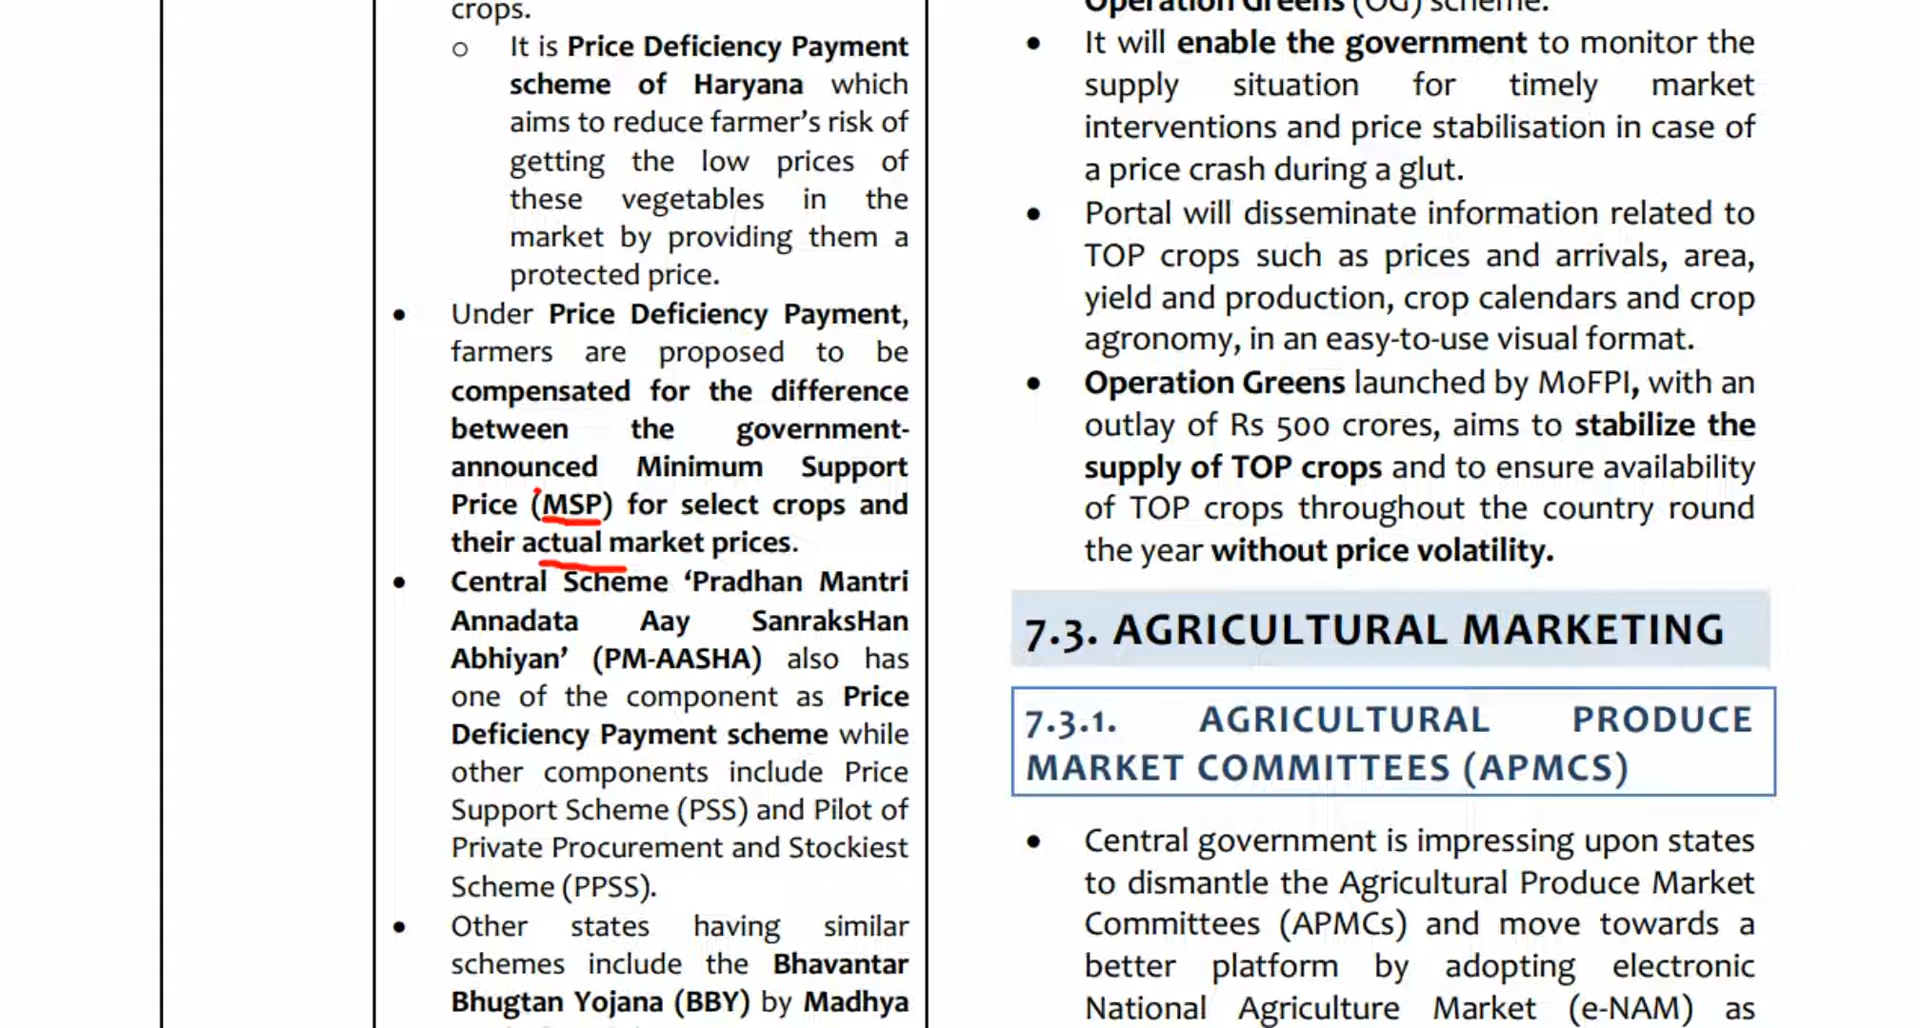 crops.
o It is Price Deficiency Payment
scheme of Haryana which
aims to reduce farmer’s risk of
getting the low prices of
these vegetables in the
market by providing them a
protected price.
• Under Price Deficiency Payment,
farmers are proposed to be
compensated for the difference
between the government-
announced Minimum Support
Price (MSP) for select crops and
their actual market prices.
• Central Scheme ‘Pradhan Mantri
Annadata Aay SanraksHan
Abhiyan’ (PM-AASHA) also has
one of the component as Price
Deficiency Payment scheme while
other components include Price
Support Scheme (PSS) and Pilot of
Private Procurement and Stockiest
Scheme (PPSS).
• Other states having similar
schemes include the Bhavantar
Bhugtan Yojana (BBY) by Madhya
Operation Greens (OG) scheme.
• It will enable the government to monitor the
supply situation for timely market
interventions and price stabilisation in case of
a price crash during a glut.
• Portal will disseminate information related to
TOP crops such as prices and arrivals, area,
yield and production, crop calendars and crop
agronomy, in an easy-to-use visual format.
• Operation Greens launched by MoFPI, with an
outlay of Rs 500 crores, aims to stabilize the
supply of TOP crops and to ensure availability
of TOP crops throughout the country round
the year without price volatility.
7.3. AGRICULTURAL MARKETING
7.3.1. AGRICULTURAL PRODUCE
MARKET COMMITTEES (APMCS)
• Central government is impressing upon states
to dismantle the Agricultural Produce Market
Committees (APMCs) and move towards a
better platform by adopting electronic
National Agriculture Market (e-NAM) as